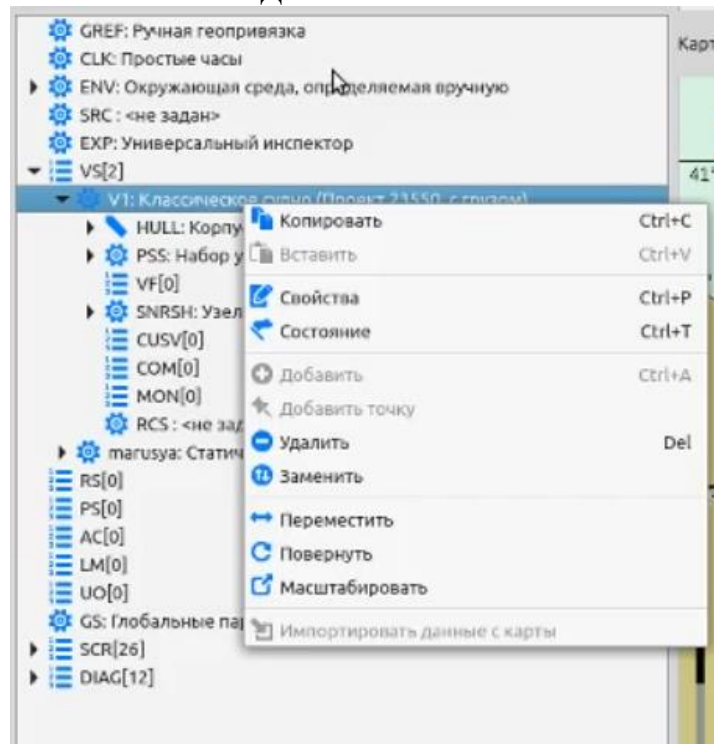 GREF: Ручная геопривязка
CLK: Простые часы
ENV: Окружающая среда, определяемая вручную
SRC : <не задан>
EXP: Универсальный инспектор
VS[2]
V1: Классическое судно (Проект 23550, с грузом)
HULL: Корпу
PSS: Набор у
VF[0]
SNRSH: Узел
CUSV[0]
COM[0]
MON[0]
RCS : <не зад
marusya: Статич
RS[0]
PS[0]
AC[0]
LM[0]
UO[0]
GS: Глобальные пар
SCR[26]
DIAG[12]
Копировать Ctrl+C
Вставить Ctrl+V
Свойства Ctrl+P
Состояние Ctrl+T
Добавить Ctrl+A
Добавить точку
Удалить Del
Заменить
Переместить
Повернуть
Масштабировать
Импортировать данные с карты
Карт
41°